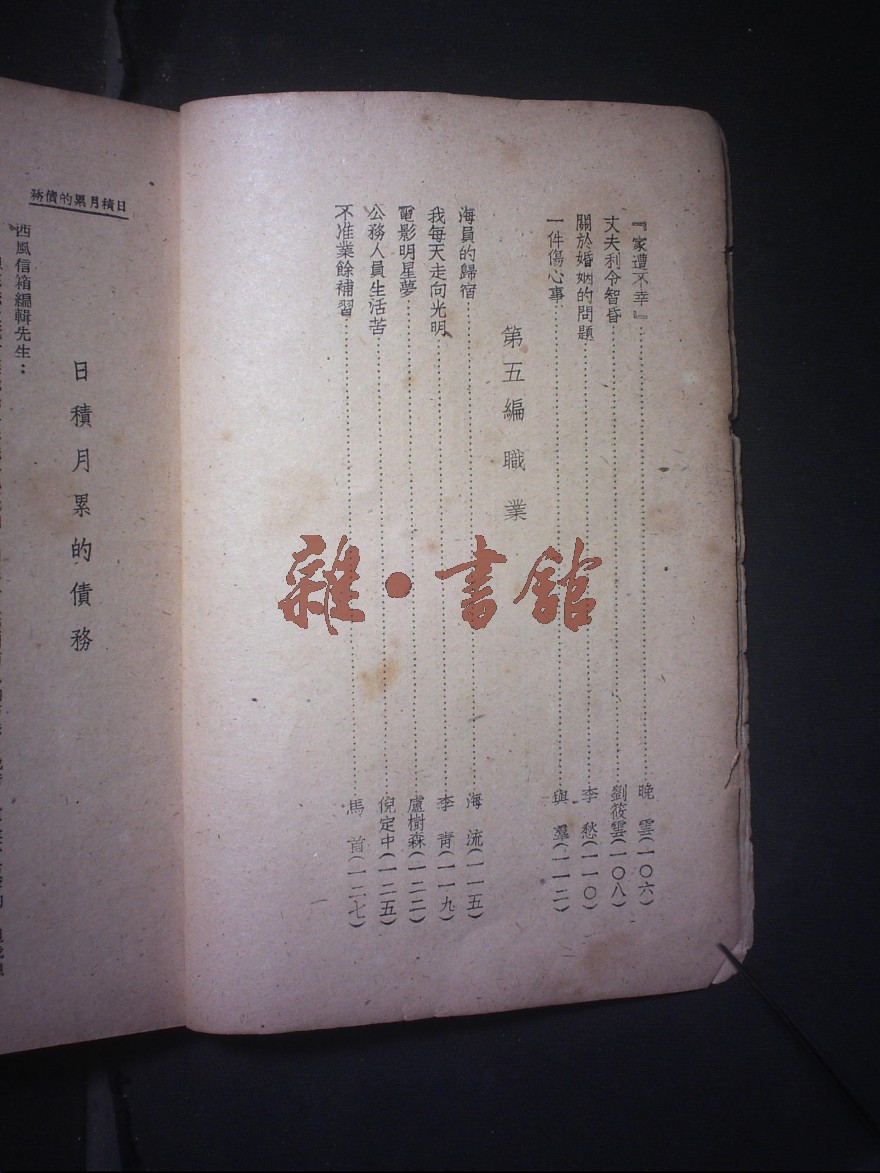 『家遭不幸』……晚雲(一〇六)
丈夫利令智昏……劉筱雲(一〇八)
關於婚姻的問題……李愁(一一〇)
一件傷心事……與羣(一一二)
第五編 職業
海員的歸宿……海流(一一五)
我每天走向光明……李青(一一九)
電影明星夢……盧樹森(一二二)
公務人員生活苦……倪定中(一二五)
不准業餘補習……馬首(一二七)
雜·書館
日積月累的債務
日積月累的債務
西風信箱編輯先生：